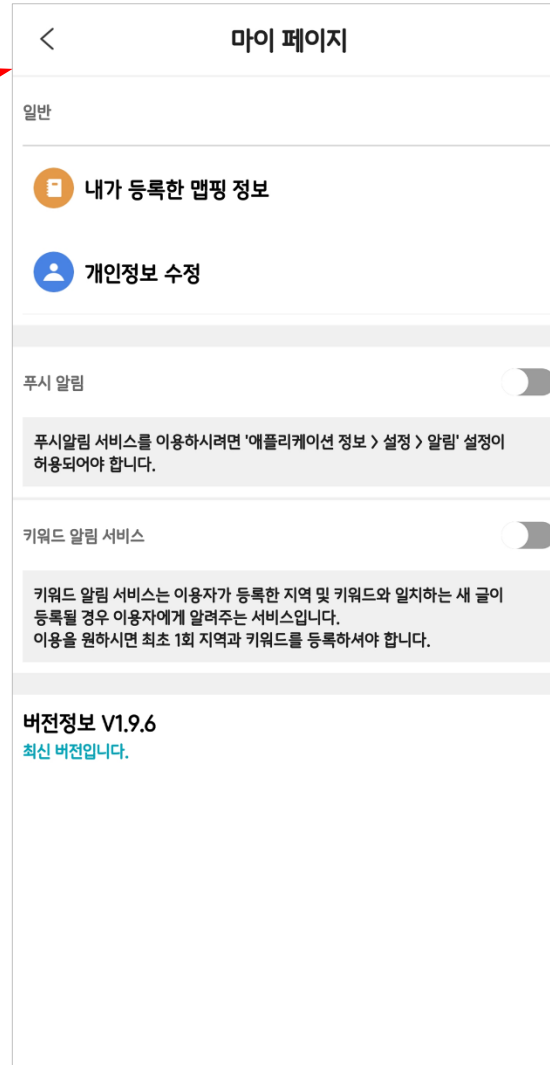 마이 페이지
일반
내가 등록한 맵핑 정보
개인정보 수정
푸시 알림
푸시알림 서비스를 이용하시려면 '애플리케이션 정보 > 설정 > 알림' 설정이
허용되어야 합니다.
키워드 알림 서비스
키워드 알림 서비스는 이용자가 등록한 지역 및 키워드와 일치하는 새 글이
등록될 경우 이용자에게 알려주는 서비스입니다.
이용을 원하시면 최초 1회 지역과 키워드를 등록하셔야 합니다.
버전정보 V1.9.6
최신 버전입니다.